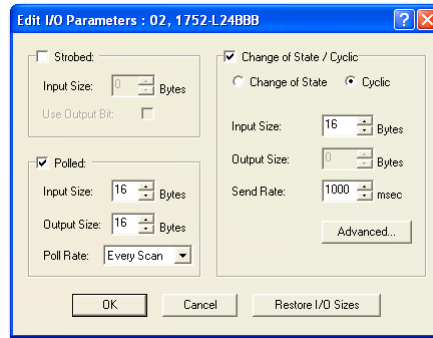 Edit I/O Parameters : 02, 1752-L24BBB
Strobed:
Input Size: 0 Bytes
Use Output Bit:
Polled:
Input Size: 16 Bytes
Output Size: 16 Bytes
Poll Rate: Every Scan
Change of State / Cyclic
Change of State Cyclic
Input Size: 16 Bytes
Output Size: 0 Bytes
Send Rate: 1000 msec
Advanced...
OK Cancel Restore I/O Sizes